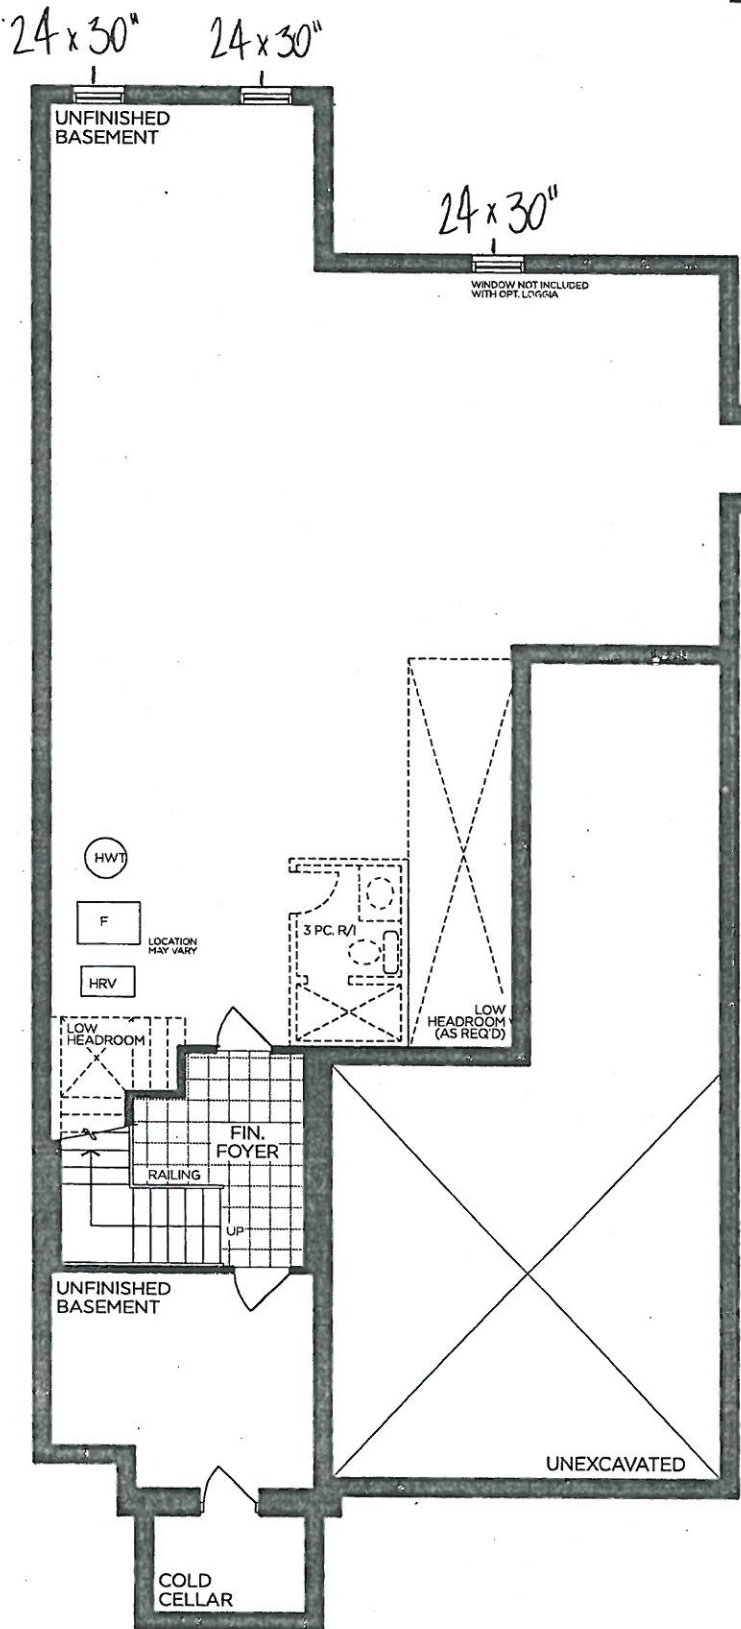 24 x 30"
24 x 30"
UNFINISHED
BASEMENT
24 x 30"
WINDOW NOT INCLUDED
WITH OPT. LOGGIA
HWT
F
LOCATION
MAY VARY
HRV
3 PC. R/I
LOW
HEADROOM
(AS REQ'D)
LOW
HEADROOM
FIN.
FOYER
RAILING
UP
UNFINISHED
BASEMENT
UNEXCAVATED
COLD
CELLAR